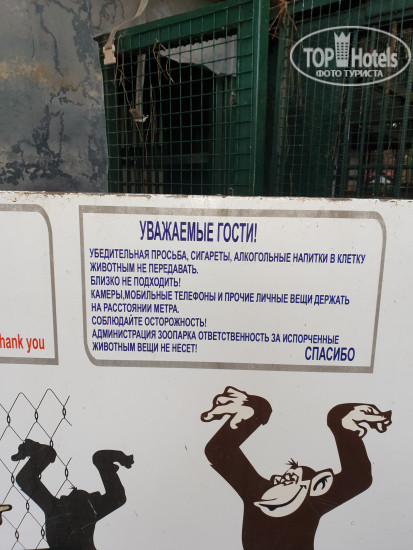 TOP Hotels
ФОТО ТУРИСТА
УВАЖАЕМЫЕ ГОСТИ!
УБЕДИТЕЛЬНАЯ ПРОСЬБА, СИГАРЕТЫ, АЛКОГОЛЬНЫЕ НАПИТКИ В КЛЕТКУ
ЖИВОТНЫМ НЕ ПЕРЕДАВАТЬ.
БЛИЗКО НЕ ПОДХОДИТЬ!
КАМЕРЫ,МОБИЛЬНЫЕ ТЕЛЕФОНЫ И ПРОЧИЕ ЛИЧНЫЕ ВЕЩИ ДЕРЖАТЬ
НА РАССТОЯНИИ МЕТРА.
СОБЛЮДАЙТЕ ОСТОРОЖНОСТЬ!
АДМИНИСТРАЦИЯ ЗООПАРКА ОТВЕТСТВЕННОСТЬ ЗА ИСПОРЧЕННЫЕ
ЖИВОТНЫМ ВЕЩИ НЕ НЕСЕТ!
СПАСИБО
hank you